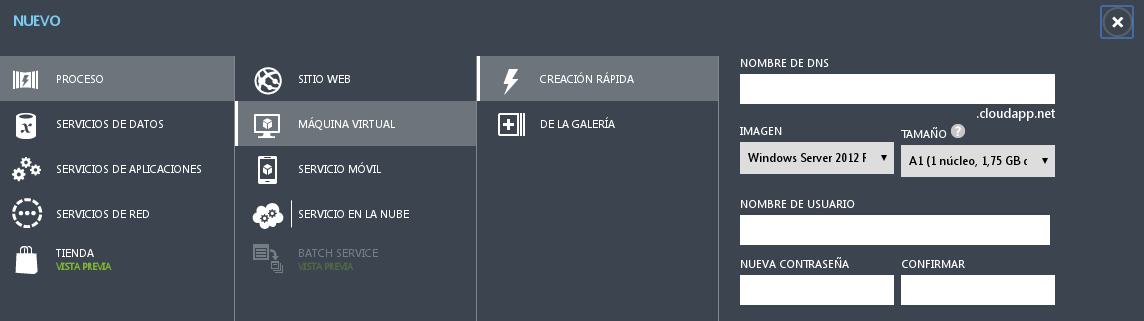 NUEVO
PROCESO
SERVICIOS DE DATOS
SERVICIOS DE APLICACIONES
SERVICIOS DE RED
TIENDA
VISTA PREVIA
SITIO WEB
MÁQUINA VIRTUAL
SERVICIO MÓVIL
SERVICIO EN LA NUBE
BATCH SERVICE
VISTA PREVIA
CREACIÓN RÁPIDA
DE LA GALERÍA
NOMBRE DE DNS
.cloudapp.net
IMAGEN
Windows Server 2012
TAMAÑO ?
A1 (1 núcleo, 1,75 GB
NOMBRE DE USUARIO
NUEVA CONTRASEÑA
CONFIRMAR